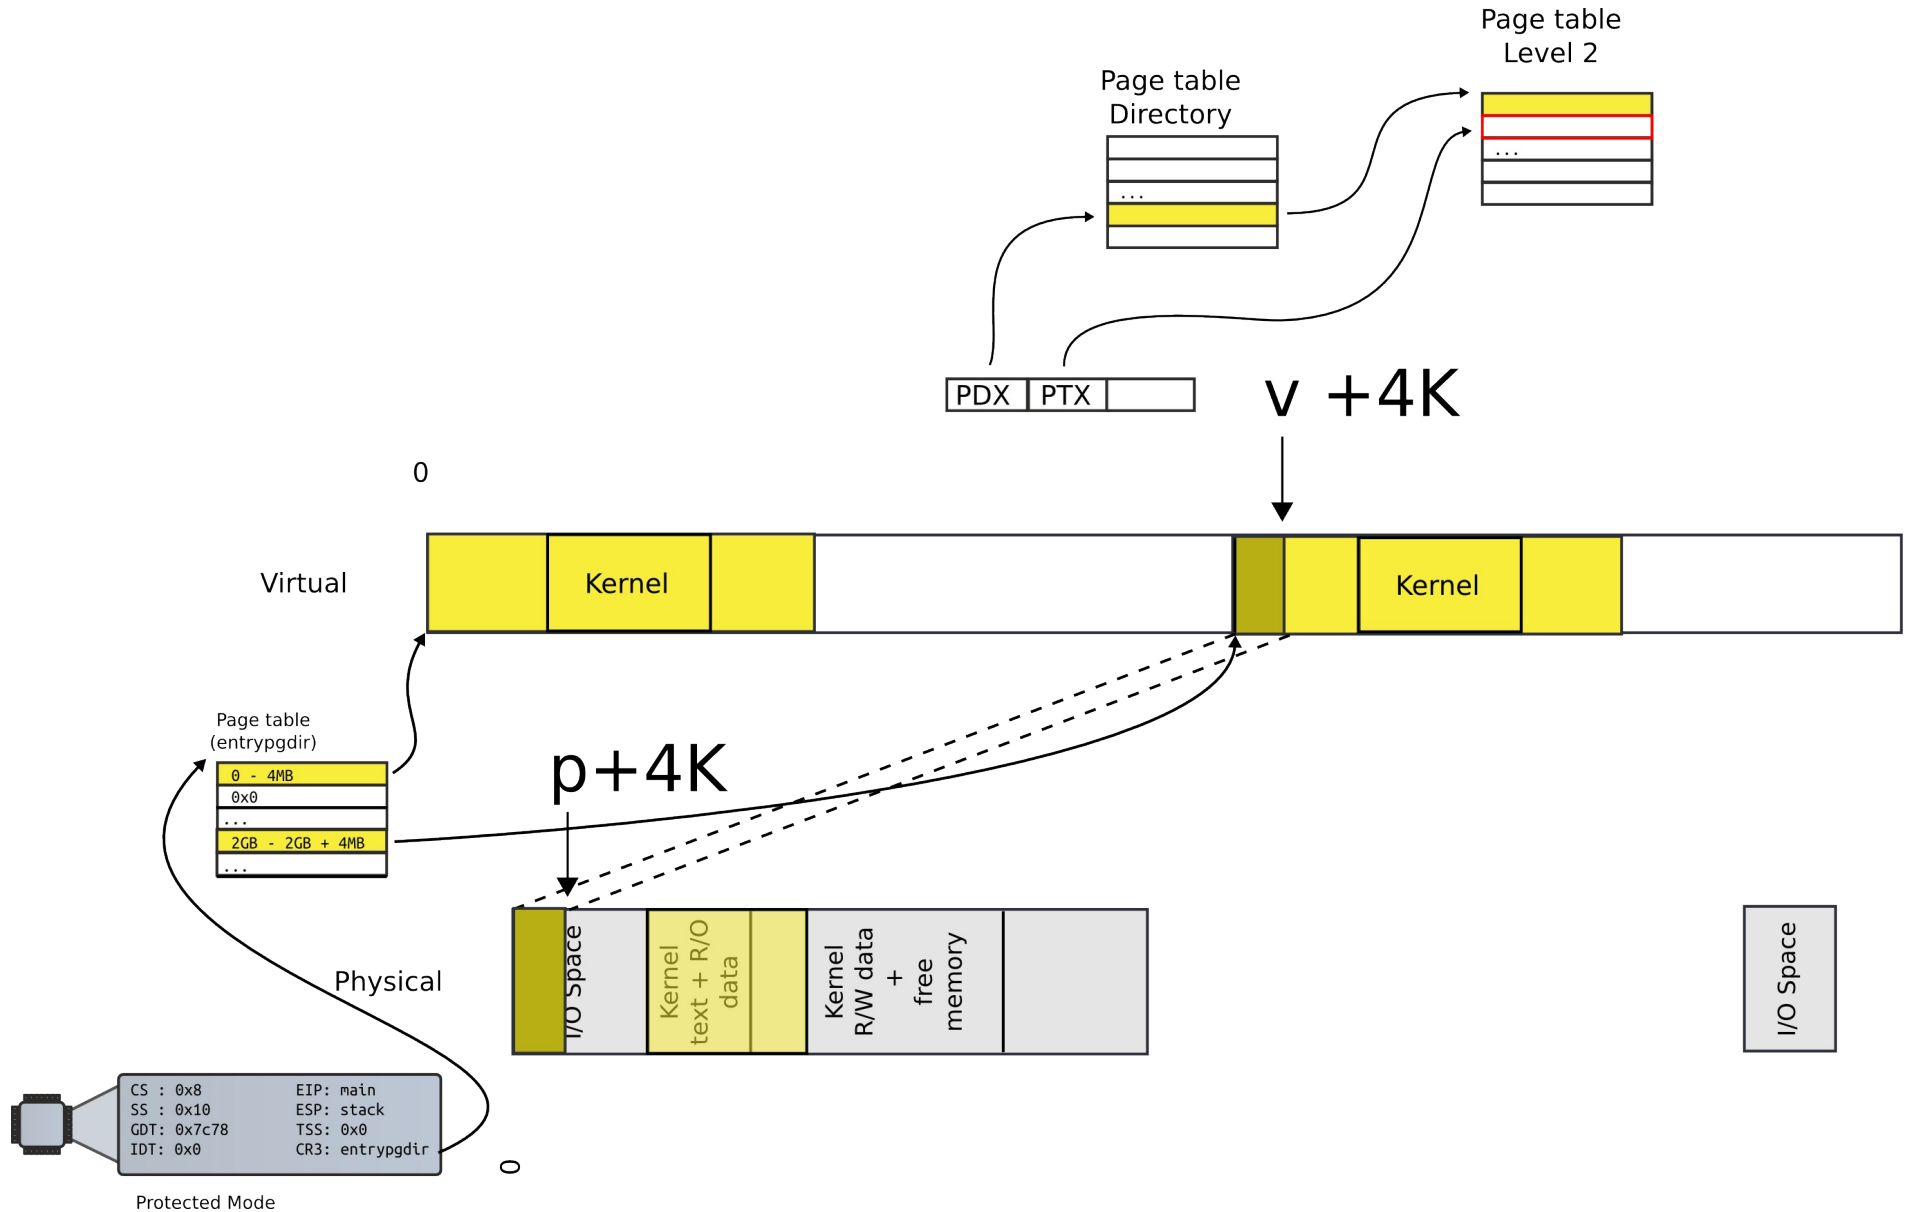 Page table
Level 2
Page table
Directory
...
...
PDX PTX
v +4K
0
Virtual
Kernel
Kernel
Page table
(entrypgdir)
0 - 4MB
0x0
...
2GB - 2GB + 4MB
...
p+4K
Physical
I/O Space
Kernel
text + R/O
data
Kernel
R/W data
+
free
memory
I/O Space
CS : 0x8 EIP: main
SS : 0x10 ESP: stack
GDT: 0x7c78 TSS: 0x0
IDT: 0x0 CR3: entrypgdir
0
Protected Mode